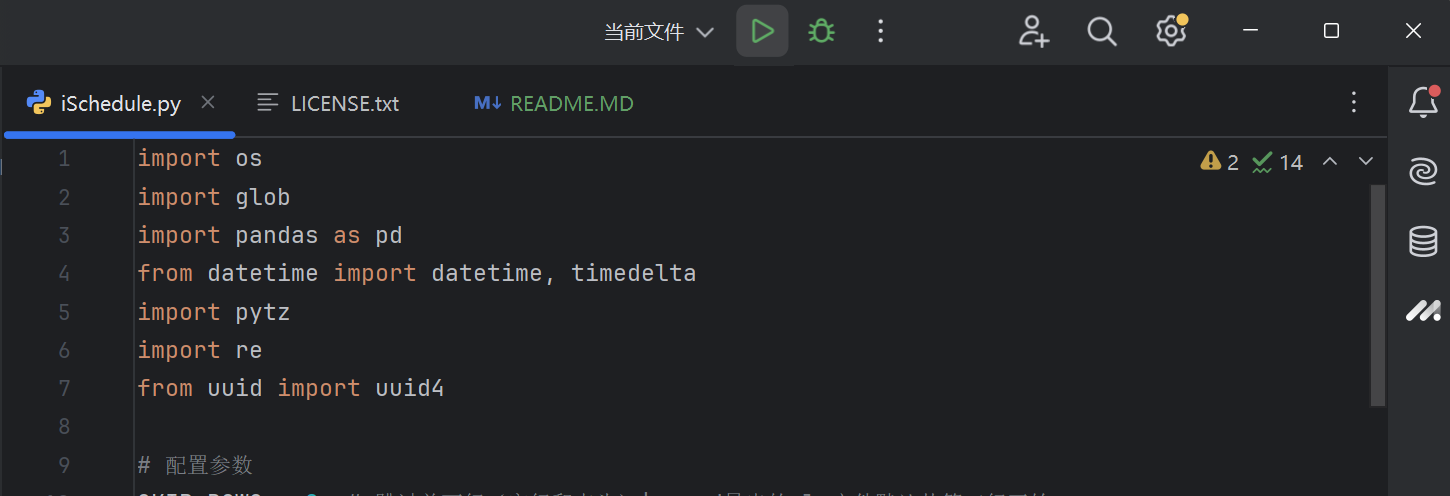 当前文件
iSchedule.py
LICENSE.txt
M↓ README.MD
2 14
1 import os
2 import glob
3 import pandas as pd
4 from datetime import datetime, timedelta
5 import pytz
6 import re
7 from uuid import uuid4
8
9 # 配置参数